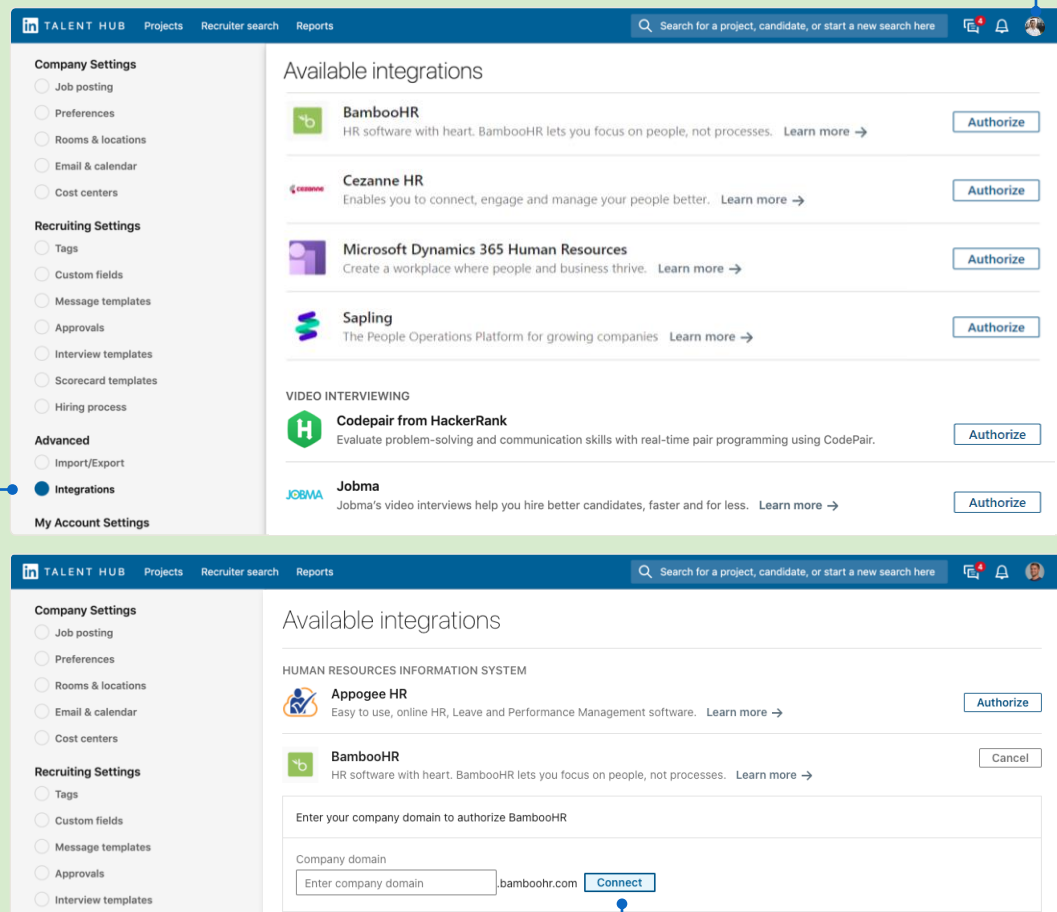 in TALENT HUB Projects Recruiter search Reports Search for a project, candidate, or start a new search here 4
Company Settings
Job posting
Preferences
Rooms & locations
Email & calendar
Cost centers
Recruiting Settings
Tags
Custom fields
Message templates
Approvals
Interview templates
Scorecard templates
Hiring process
Advanced
Import/Export
Integrations
My Account Settings
Available integrations
BambooHR
HR software with heart. BambooHR lets you focus on people, not processes. Learn more →
Authorize
cezanne
Cezanne HR
Enables you to connect, engage and manage your people better. Learn more →
Authorize
Microsoft Dynamics 365 Human Resources
Create a workplace where people and business thrive. Learn more →
Authorize
Sapling
The People Operations Platform for growing companies Learn more →
Authorize
VIDEO INTERVIEWING
H
Codepair from HackerRank
Evaluate problem-solving and communication skills with real-time pair programming using CodePair.
Authorize
JOBMA
Jobma
Jobma's video interviews help you hire better candidates, faster and for less. Learn more →
Authorize
in TALENT HUB Projects Recruiter search Reports Search for a project, candidate, or start a new search here 4
Company Settings
Job posting
Preferences
Rooms & locations
Email & calendar
Cost centers
Recruiting Settings
Tags
Custom fields
Message templates
Approvals
Interview templates
Available integrations
HUMAN RESOURCES INFORMATION SYSTEM
Appogee HR
Easy to use, online HR, Leave and Performance Management software. Learn more →
Authorize
b
BambooHR
HR software with heart. BambooHR lets you focus on people, not processes. Learn more →
Cancel
Enter your company domain to authorize BambooHR
Company domain
Enter company domain .bamboohr.com Connect